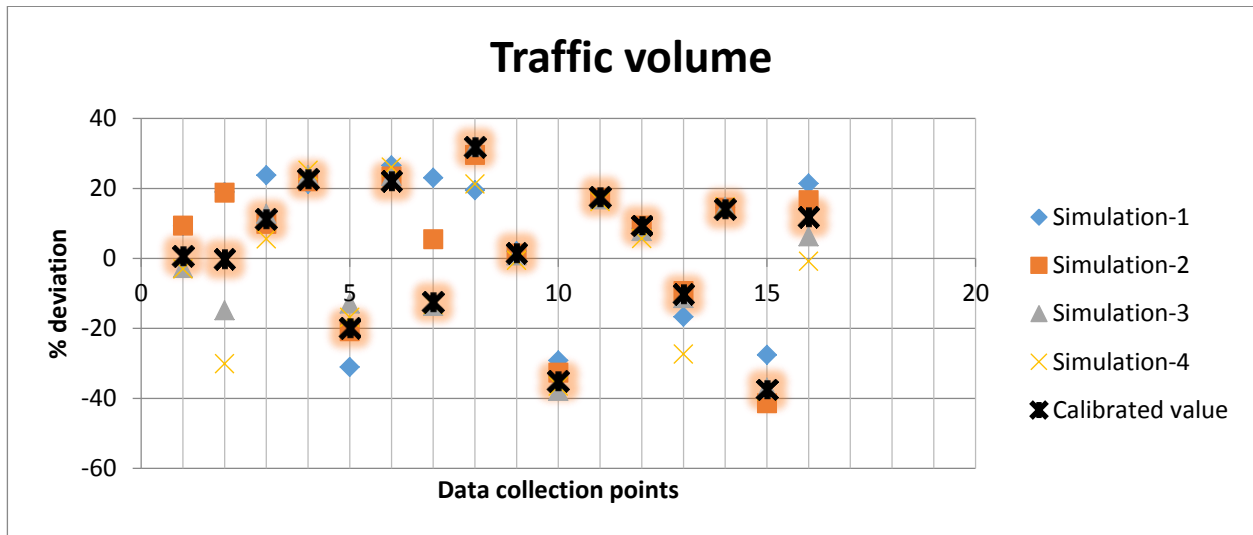 Traffic volume
40
20
0
-20
-40
-60
0 5 10 15 20
% deviation
Data collection points
Simulation-1
Simulation-2
Simulation-3
Simulation-4
Calibrated value